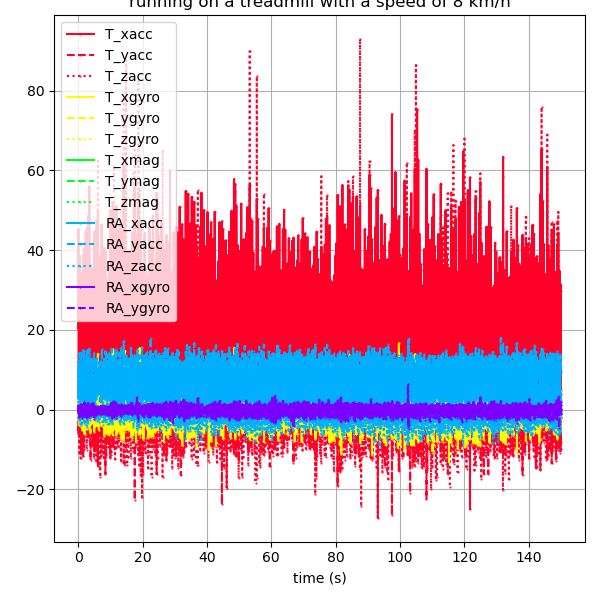 running on a treadmill with a speed of 8 km/h
T_xacc
T_yacc
T_zacc
T_xgyro
T_ygyro
T_zgyro
T_xmag
T_ymag
T_zmag
RA_xacc
RA_yacc
RA_zacc
RA_xgyro
RA_ygyro
80
60
40
20
0
−20
0 20 40 60 80 100 120 140
time (s)